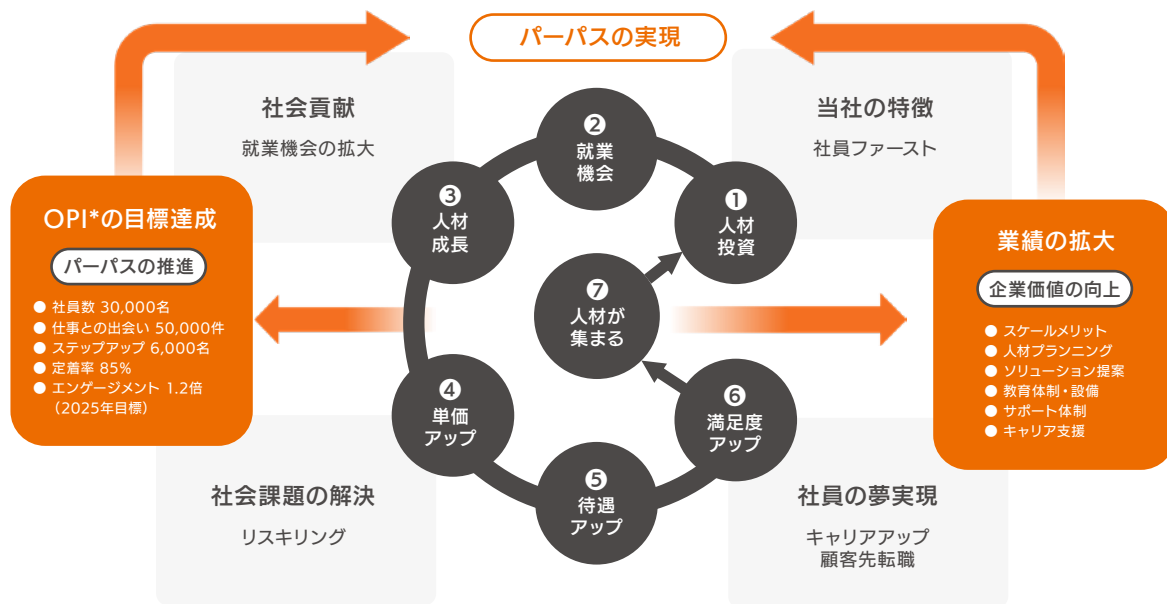 パーパスの実現
社会貢献
就業機会の拡大
当社の特徴
社員ファースト
OPI*の目標達成
パーパスの推進
● 社員数 30,000名
● 仕事との出会い 50,000件
● ステップアップ 6,000名
● 定着率 85%
● エンゲージメント 1.2倍
（2025年目標）
❶
人材
投資
❷
就業
機会
❸
人材
成長
❹
単価
アップ
❺
待遇
アップ
❻
満足度
アップ
❼
人材が
集まる
業績の拡大
企業価値の向上
● スケールメリット
● 人材プランニング
● ソリューション提案
● 教育体制・設備
● サポート体制
● キャリア支援
社会課題の解決
リスキリング
社員の夢実現
キャリアアップ
顧客先転職